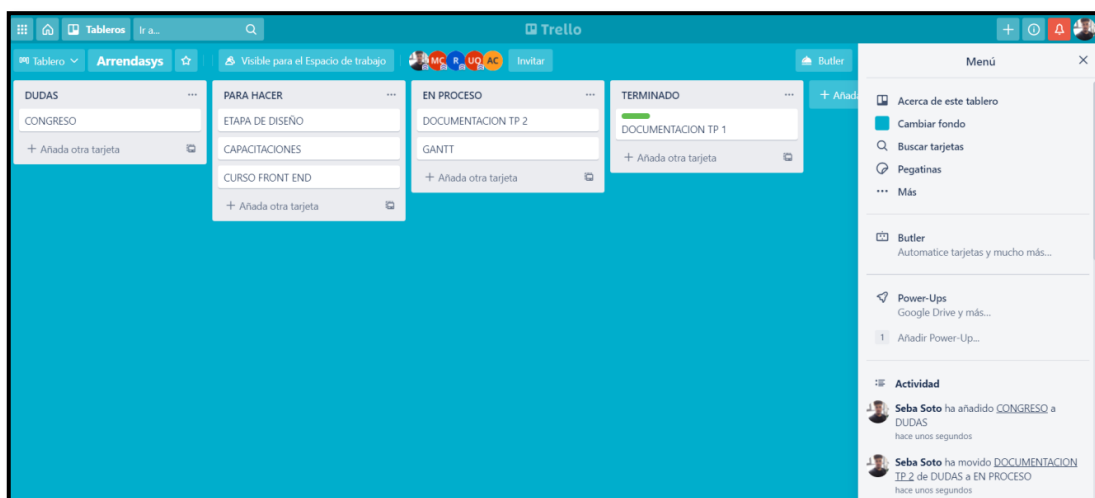 Tableros
Ir a...
Trello
Tablero
Arrendasys
Visible para el Espacio de trabajo
MC
R
UQ
AC
Invitar
Butler
DUDAS
CONGRESO
+ Añada otra tarjeta
PARA HACER
ETAPA DE DISEÑO
CAPACITACIONES
CURSO FRONT END
+ Añada otra tarjeta
EN PROCESO
DOCUMENTACION TP 2
GANTT
+ Añada otra tarjeta
TERMINADO
DOCUMENTACION TP 1
+ Añada otra tarjeta
+ Añad
Menú
Acerca de este tablero
Cambiar fondo
Buscar tarjetas
Pegatinas
Más
Butler
Automatice tarjetas y mucho más...
Power-Ups
Google Drive y más...
1 Añadir Power-Up...
Actividad
Seba Soto ha añadido CONGRESO a
DUDAS
hace unos segundos
Seba Soto ha movido DOCUMENTACION
TP 2 de DUDAS a EN PROCESO
hace unos segundos